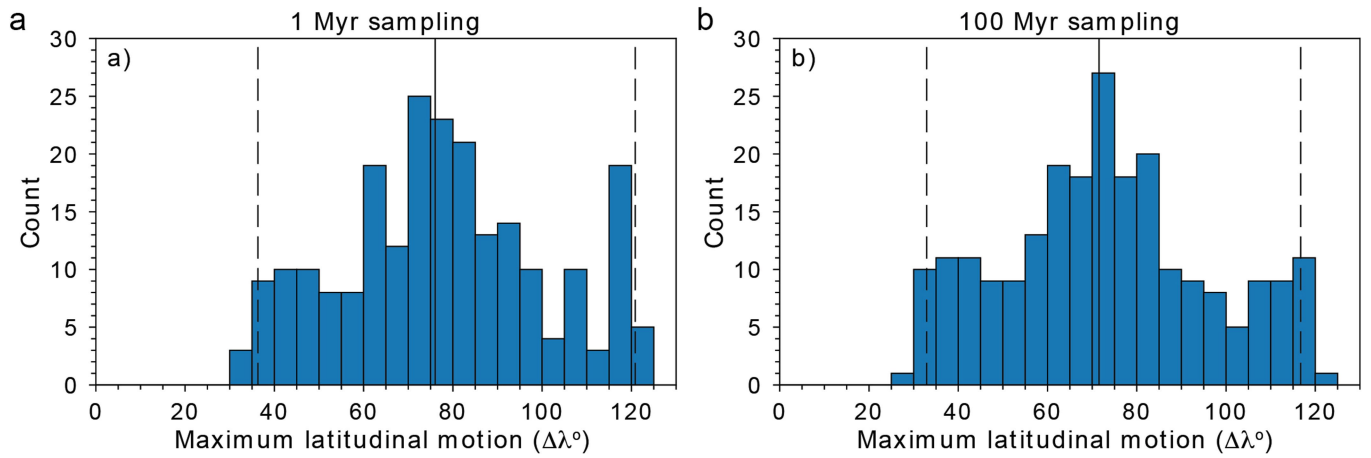 a
1 Myr sampling
a)
30
25
20
15
10
5
0
Count
0 20 40 60 80 100 120
Maximum latitudinal motion (Δλº)
b
100 Myr sampling
b)
30
25
20
15
10
5
0
Count
0 20 40 60 80 100 120
Maximum latitudinal motion (Δλº)